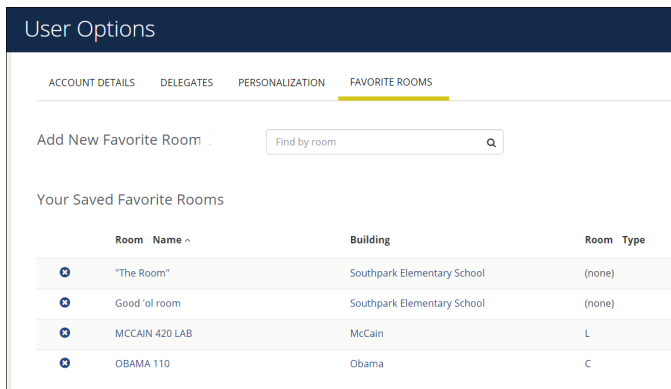 User Options
ACCOUNT DETAILS DELEGATES PERSONALIZATION FAVORITE ROOMS
Add New Favorite Room Find by room
Your Saved Favorite Rooms
Room Name Building Room Type
"The Room" Southpark Elementary School (none)
Good 'ol room Southpark Elementary School (none)
MCCAIN 420 LAB McCain L
OBAMA 110 Obama C